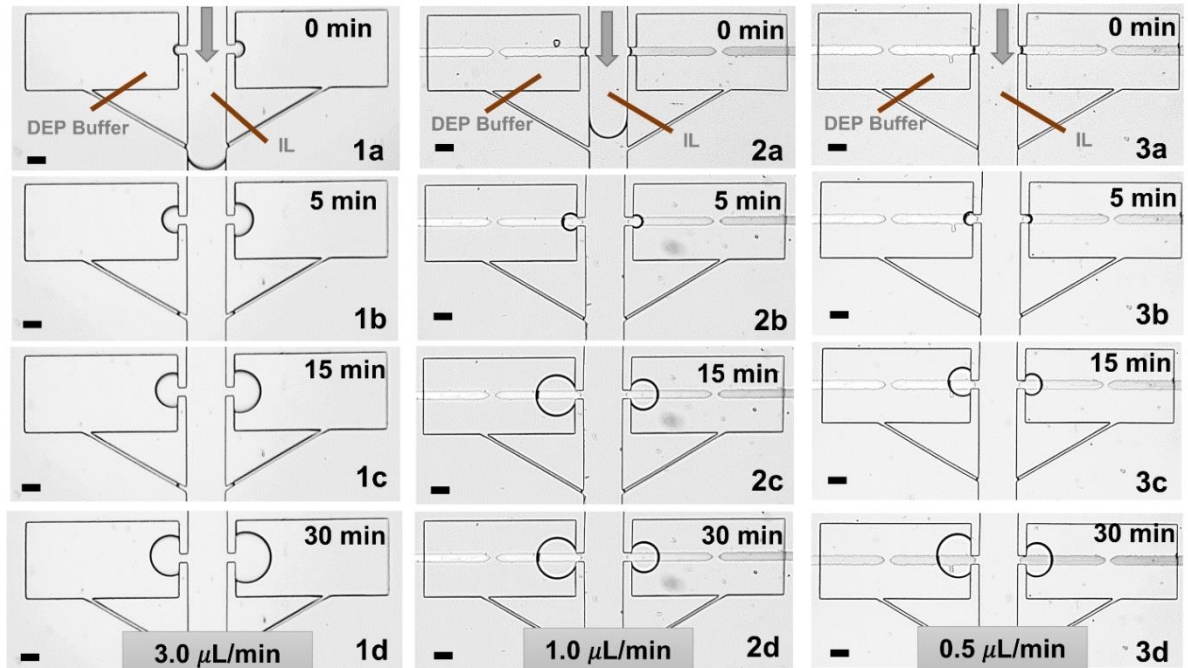 0 min
DEP Buffer
IL
1a
0 min
DEP Buffer
IL
2a
0 min
DEP Buffer
IL
3a
5 min
1b
5 min
2b
5 min
3b
15 min
1c
15 min
2c
15 min
3c
30 min
1d
30 min
2d
30 min
3d
3.0 μL/min
1.0 μL/min
0.5 μL/min